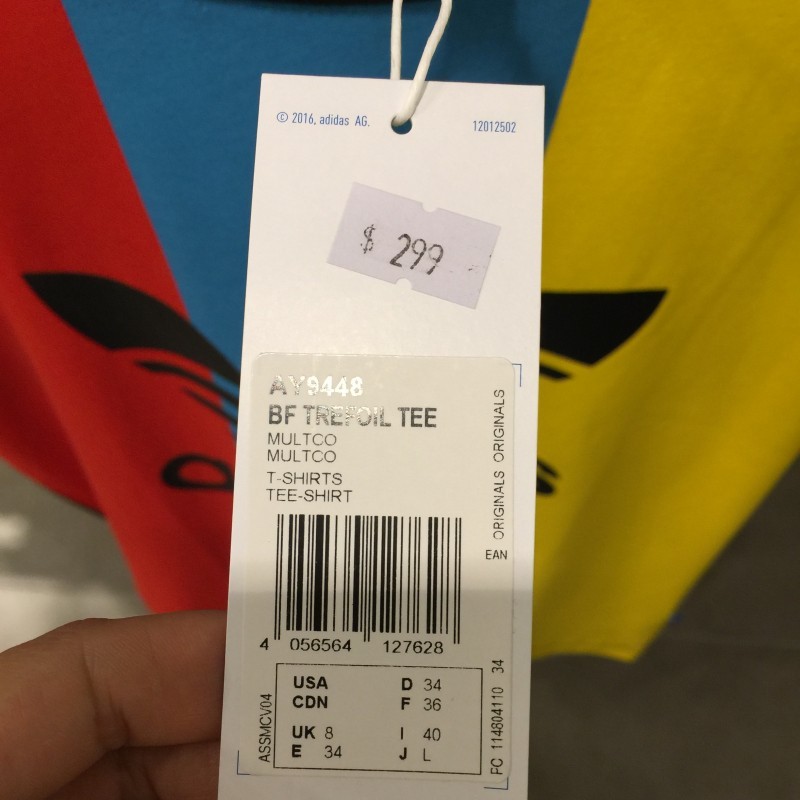 © 2016, adidas AG.
12012502
$ 299
AY9448
BF TREFOIL TEE
MULTCO
MULTCO
T-SHIRTS
TEE-SHIRT
ORIGINALS ORIGINALS
EAN
4 056564 127628
USA D 34
CDN F 36
UK 8 I 40
E 34 J L
ASSMCV04
PC 114804110 34